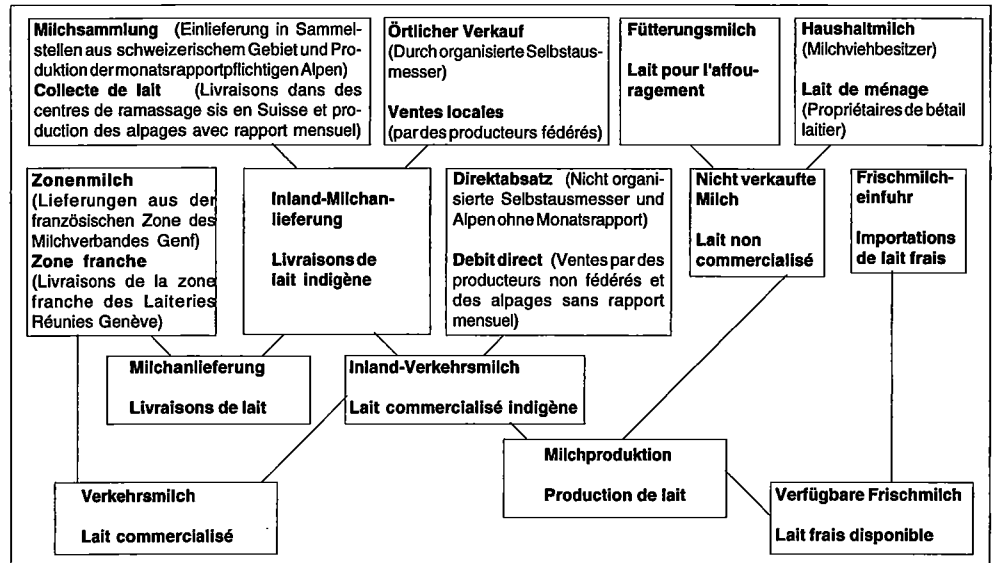 Milchsammlung (Einlieferung in Sammel-
stellen aus schweizerischem Gebiet und Pro-
duktion der monatsrapportpflichtigen Alpen)
Collecte de lait (Livraisons dans des
centres de ramassage sis en Suisse et pro-
duction des alpages avec rapport mensuel)
Örtlicher Verkauf
(Durch organisierte Selbstaus-
messer)
Ventes locales
(par des producteurs fédérés)
Fütterungsmilch
Lait pour l'affou-
ragement
Haushaltmilch
(Milchviehbesitzer)
Lait de ménage
(Propriétaires de bétail
laitier)
Zonenmilch
(Lieferungen aus der
französischen Zone des
Milchverbandes Genf)
Zone franche
(Livraisons de la zone
franche des Laiteries
Réunies Genève)
Inland-Milchan-
lieferung
Livraisons de
lait indigène
Direktabsatz (Nicht organi-
sierte Selbstausmesser und
Alpen ohne Monatsrapport)
Debit direct (Ventes par des
producteurs non fédérés et
des alpages sans rapport
mensuel)
Nicht verkaufte
Milch
Lait non
commercialisé
Frischmilch-
einfuhr
Importations
de lait frais
Milchanlieferung
Livraisons de lait
Inland-Verkehrsmilch
Lait commercialisé indigène
Milchproduktion
Production de lait
Verkehrsmilch
Lait commercialisé
Verfügbare Frischmilch
Lait frais disponible